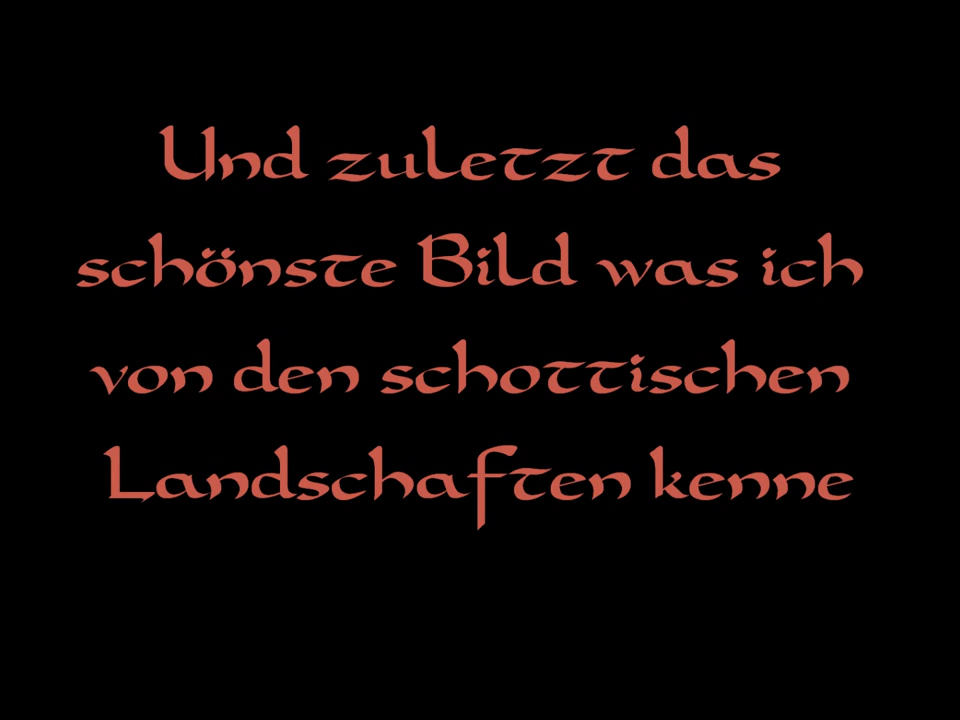 Und zuletzt das
schönste Bild was ich
von den schottischen
Landschaften kenne